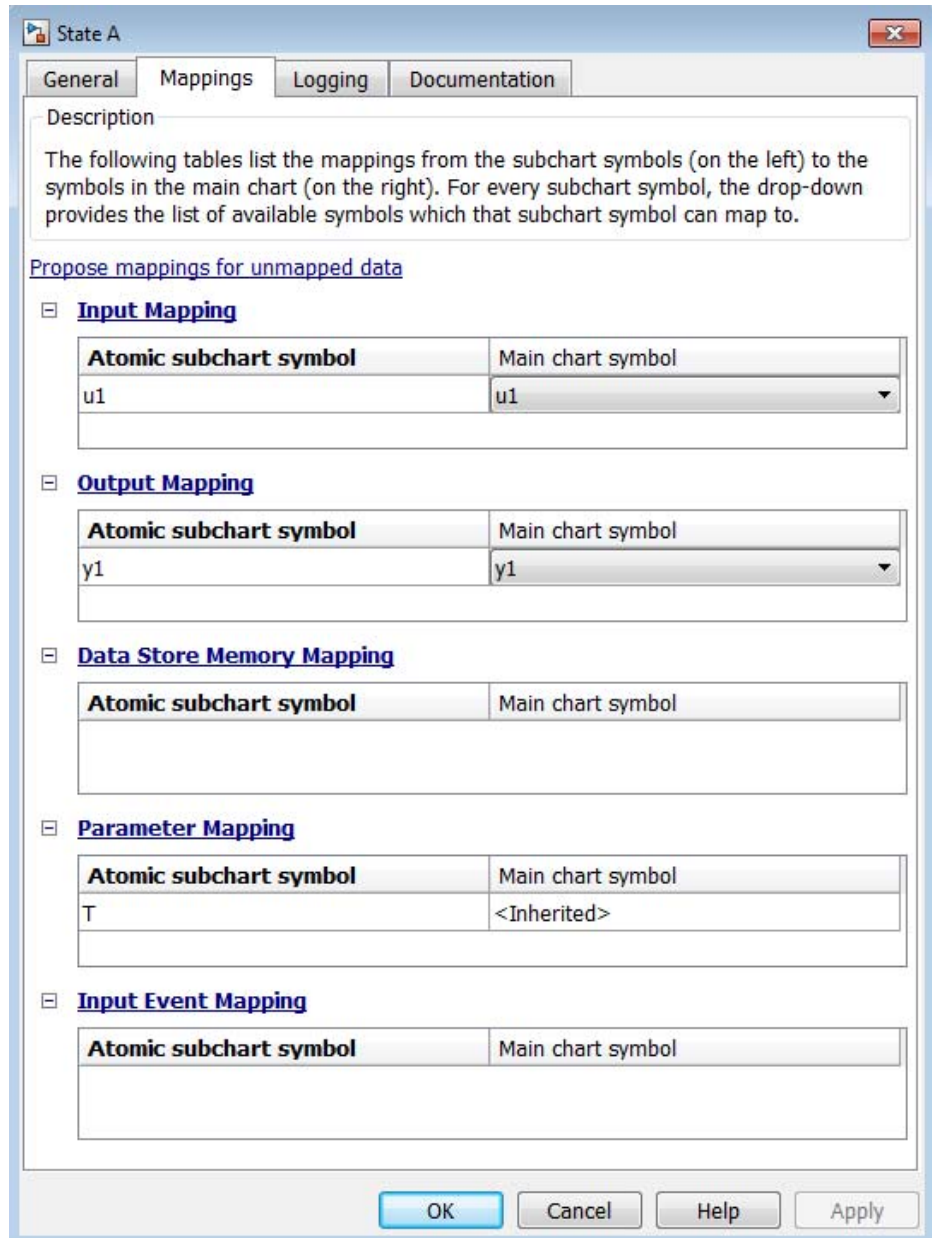 State A
General Mappings Logging Documentation
Description
The following tables list the mappings from the subchart symbols (on the left) to the
symbols in the main chart (on the right). For every subchart symbol, the drop-down
provides the list of available symbols which that subchart symbol can map to.
Propose mappings for unmapped data
Input Mapping
Atomic subchart symbol Main chart symbol
u1 u1
Output Mapping
Atomic subchart symbol Main chart symbol
y1 y1
Data Store Memory Mapping
Atomic subchart symbol Main chart symbol
Parameter Mapping
Atomic subchart symbol Main chart symbol
T <Inherited>
Input Event Mapping
Atomic subchart symbol Main chart symbol
OK Cancel Help Apply